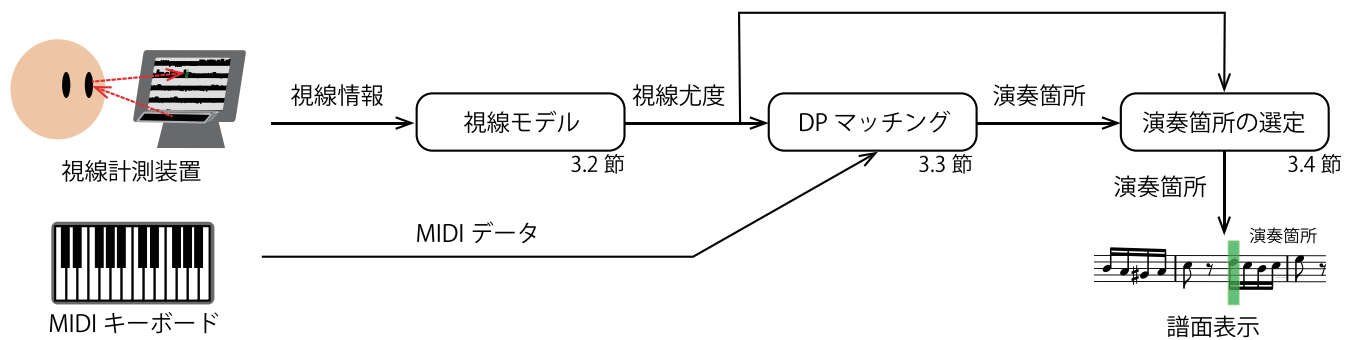 視線計測装置
視線情報
視線モデル
3.2 節
視線尤度
DP マッチング
3.3 節
演奏箇所
演奏箇所の選定
3.4 節
演奏箇所
MIDI キーボード
MIDI データ
演奏箇所
譜面表示